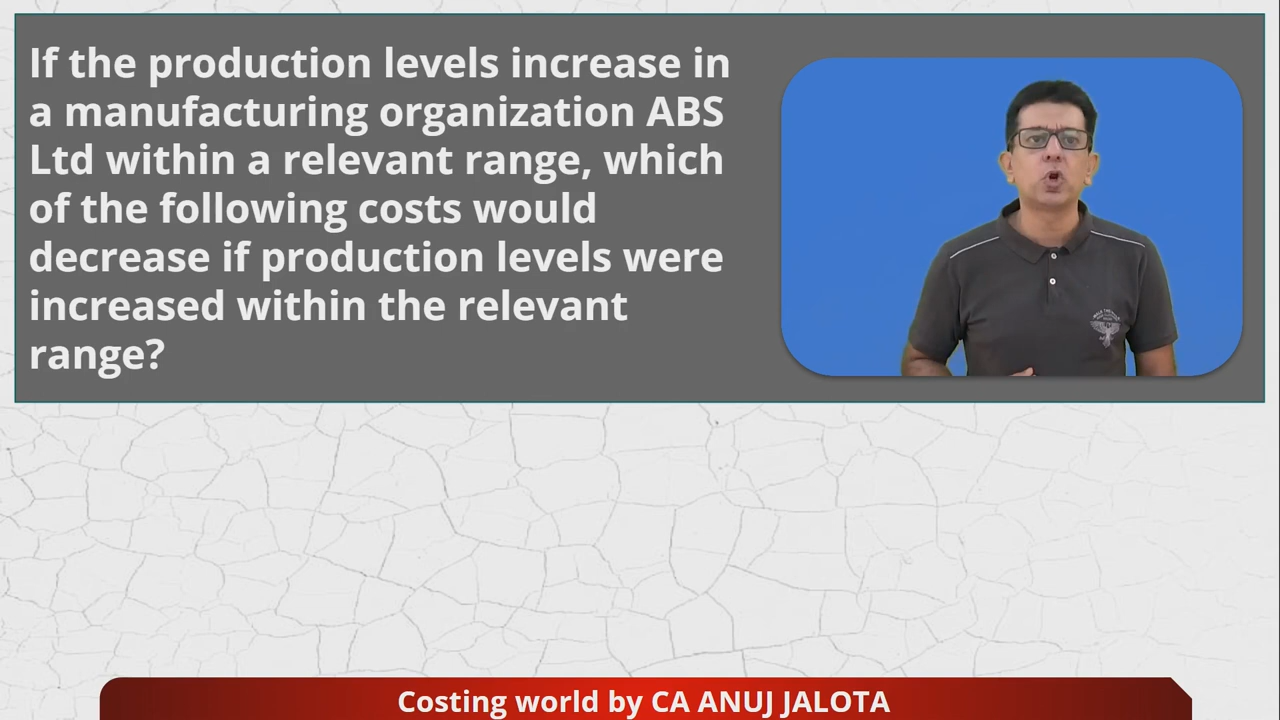 If the production levels increase in
a manufacturing organization ABS
Ltd within a relevant range, which
of the following costs would
decrease if production levels were
increased within the relevant
range?
Costing world by CA ANUJ JALOTA